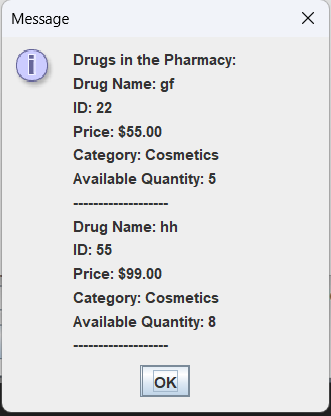 Message
Drugs in the Pharmacy:
Drug Name: gf
ID: 22
Price: $55.00
Category: Cosmetics
Available Quantity: 5
-------------------
Drug Name: hh
ID: 55
Price: $99.00
Category: Cosmetics
Available Quantity: 8
-------------------
OK